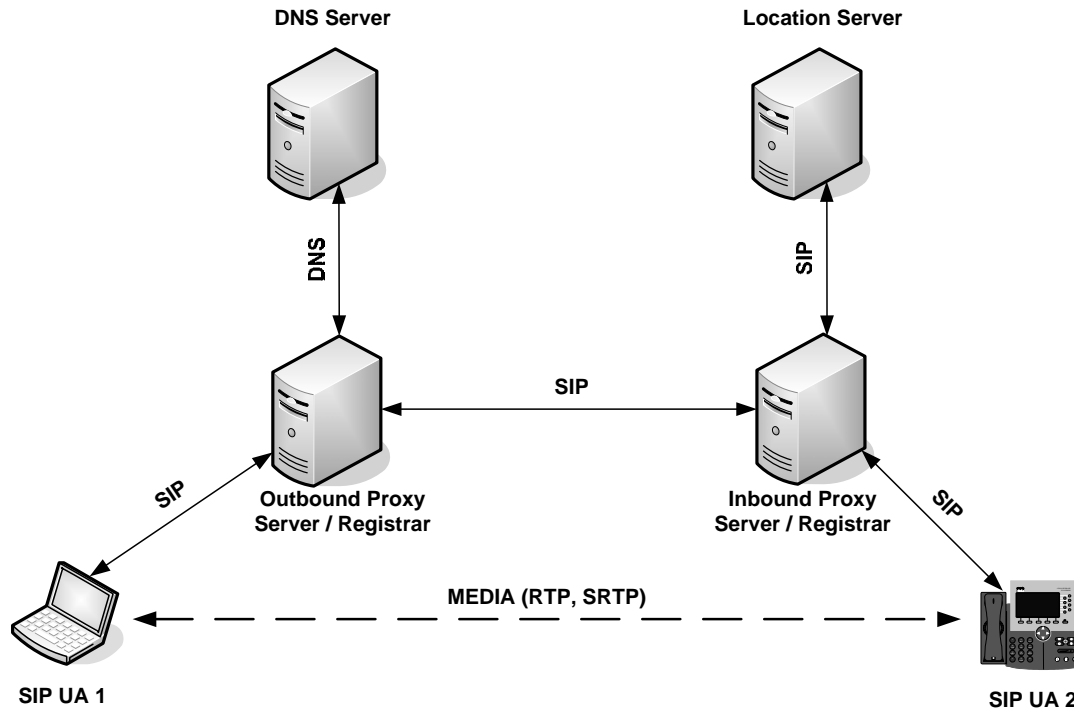 DNS Server
Location Server
DNS
SIP
SIP
SIP
Outbound Proxy
Server / Registrar
Inbound Proxy
Server / Registrar
SIP
MEDIA (RTP, SRTP)
SIP UA 1
SIP UA 2